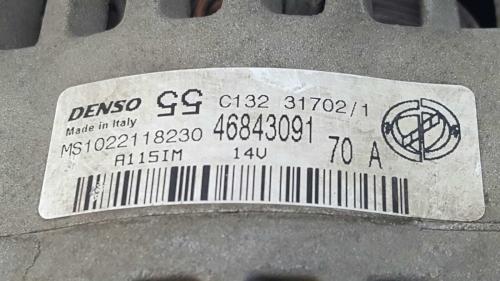 DENSO 55 C132 31702/1
Made in Italy
MS1022118230 46843091
A115IM 14V 70 A